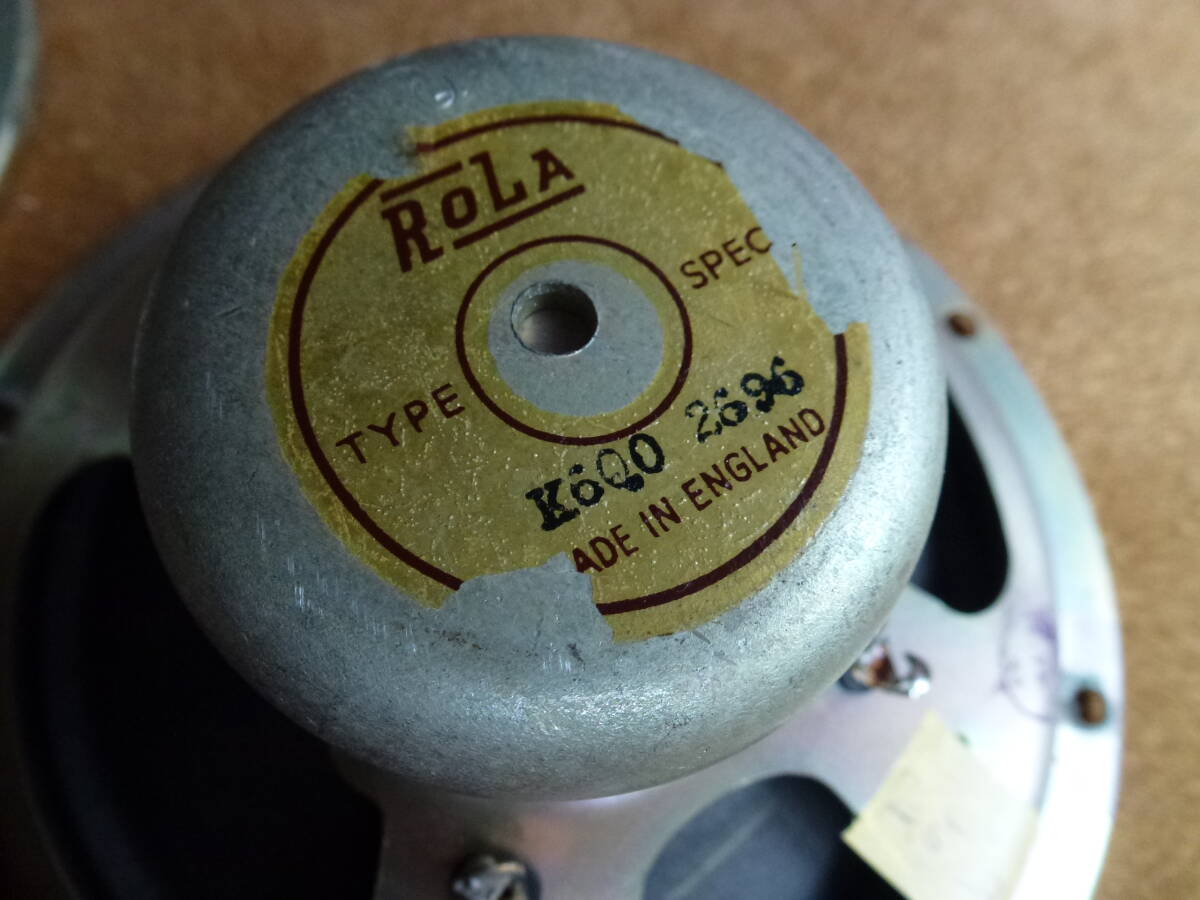 ROLA
TYPE SPEC
K6Q0 2696
ADE IN ENGLAND